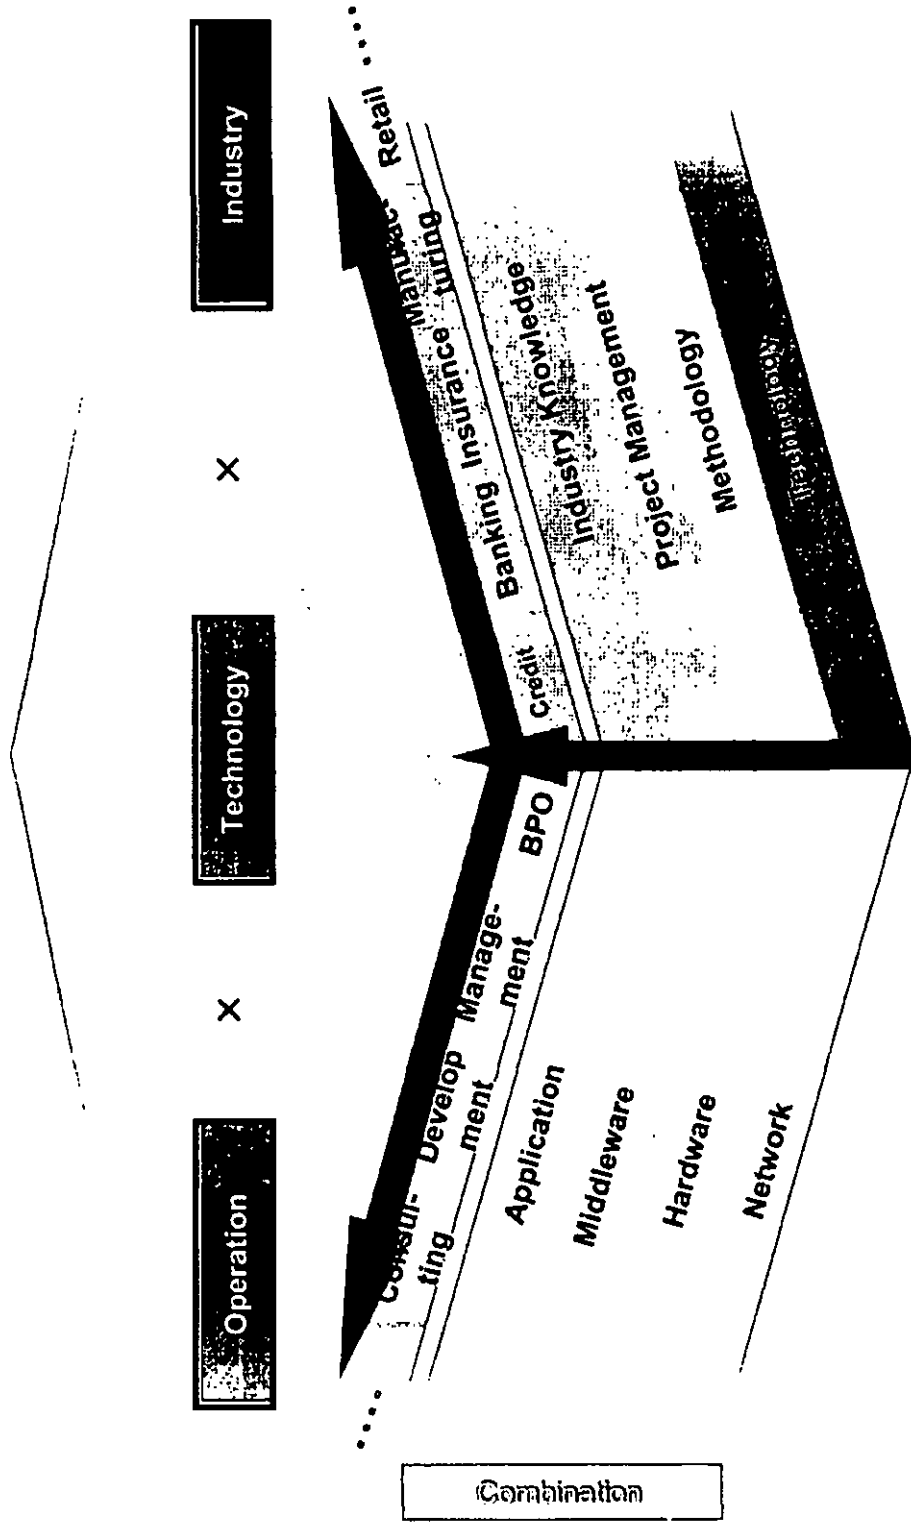 Combination
Operation × Technology × Industry
Consul-
ting
Develop
ment
Manage-
ment
BPO
Credit
Banking
Insurance
Manufac
turing
Retail
Application
Middleware
Hardware
Network
Industry Knowledge
Project Management
Methodology